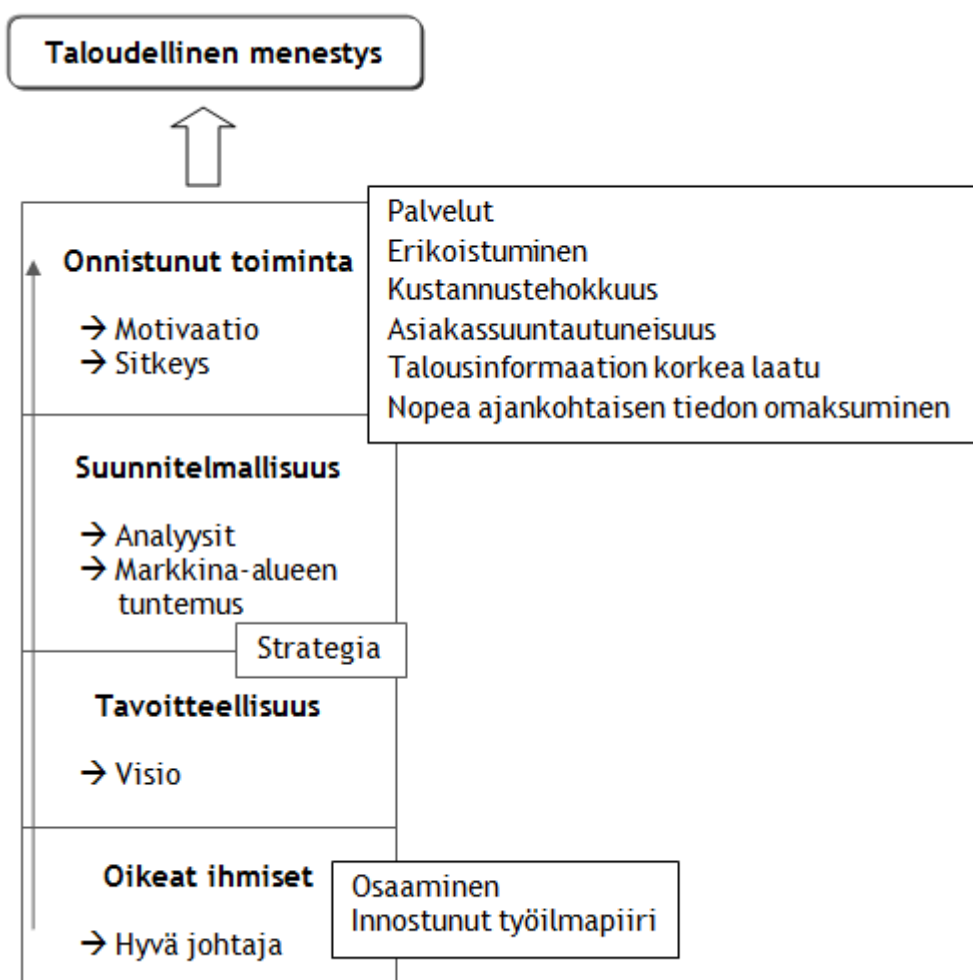 Taloudellinen menestys
Onnistunut toiminta
→ Motivaatio
→ Sitkeys
Palvelut
Erikoistuminen
Kustannustehokkuus
Asiakassuuntautuneisuus
Talousinformaation korkea laatu
Nopea ajankohtaisen tiedon omaksuminen
Suunnitelmallisuus
→ Analyysit
→ Markkina-alueen
tuntemus
Strategia
Tavoitteellisuus
→ Visio
Oikeat ihmiset
→ Hyvä johtaja
Osaaminen
Innostunut työilmapiiri